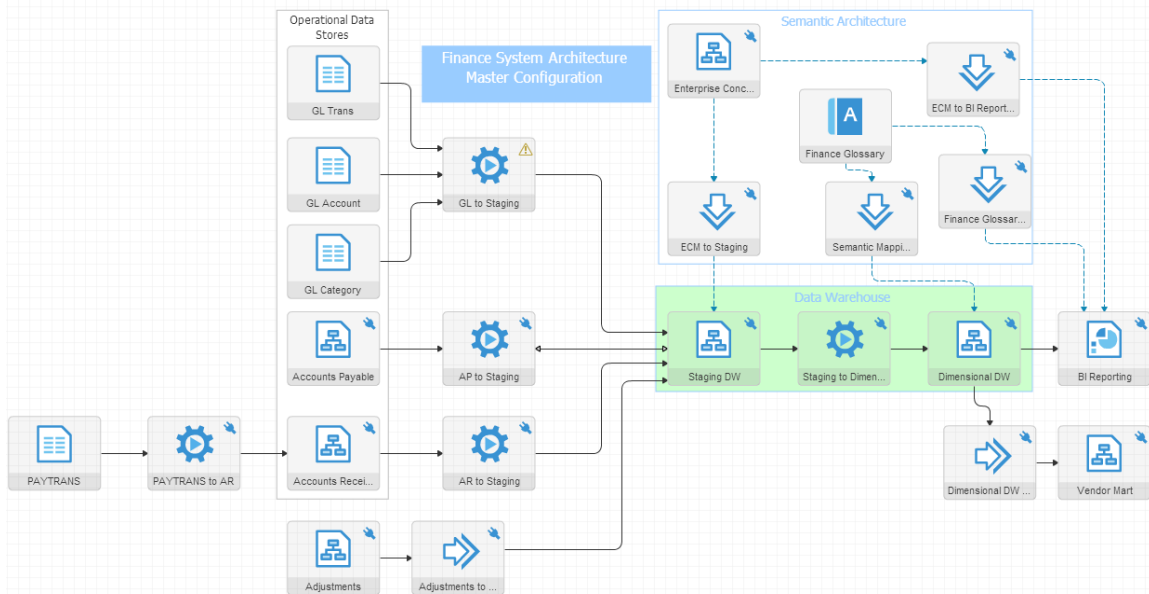 Operational Data
Stores
Semantic Architecture
Finance System Architecture
Master Configuration
GL Trans
Enterprise Conc...
ECM to BI Report...
Finance Glossary
GL Account
GL to Staging
ECM to Staging
Semantic Mappi...
Finance Glossar...
GL Category
Data Warehouse
Accounts Payable
AP to Staging
Staging DW
Staging to Dimen...
Dimensional DW
BI Reporting
PAYTRANS
PAYTRANS to AR
Accounts Recei...
AR to Staging
Dimensional DW ...
Vendor Mart
Adjustments
Adjustments to ...